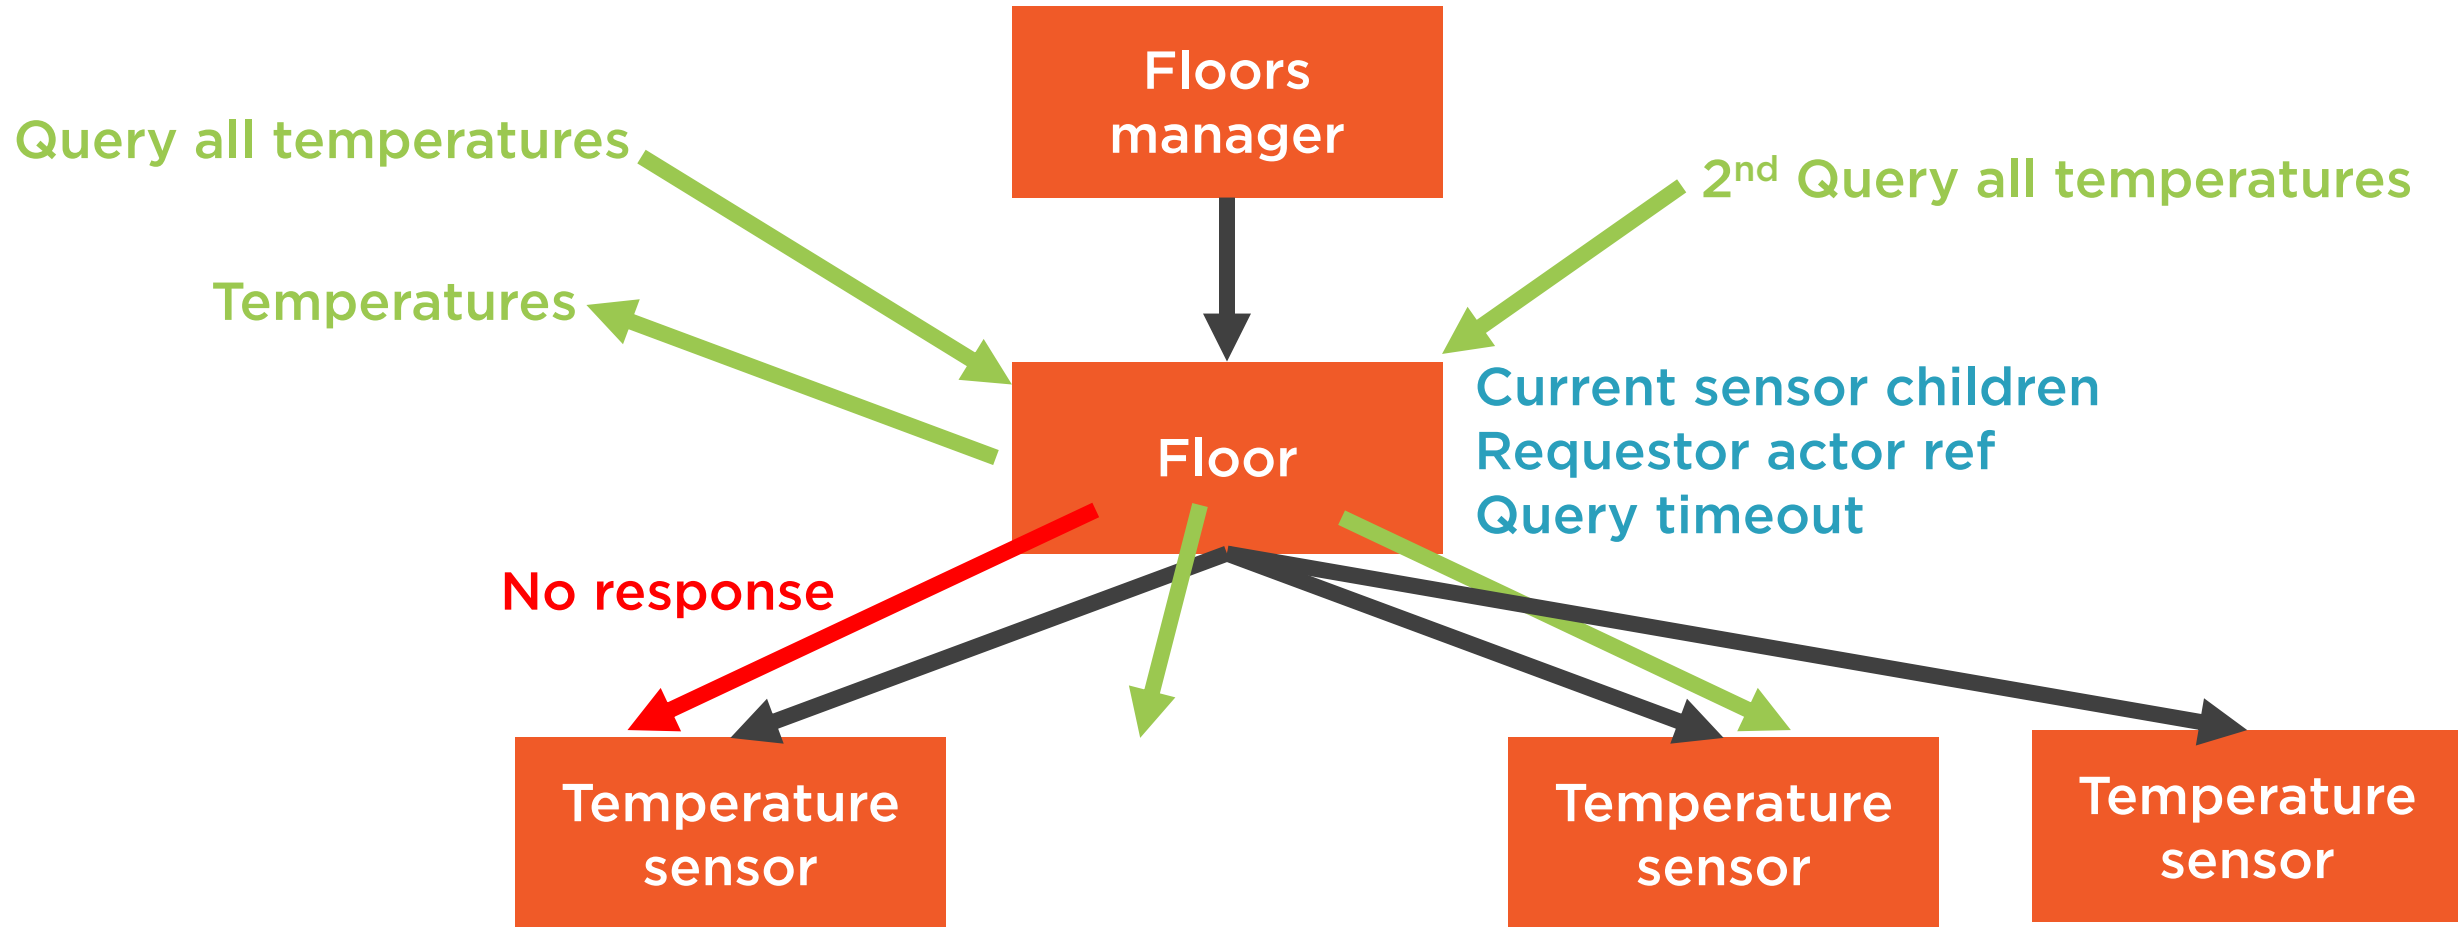 Floors
manager
Query all temperatures
2nd Query all temperatures
Temperatures
Floor
Current sensor children
Requestor actor ref
Query timeout
No response
Temperature
sensor
Temperature
sensor
Temperature
sensor